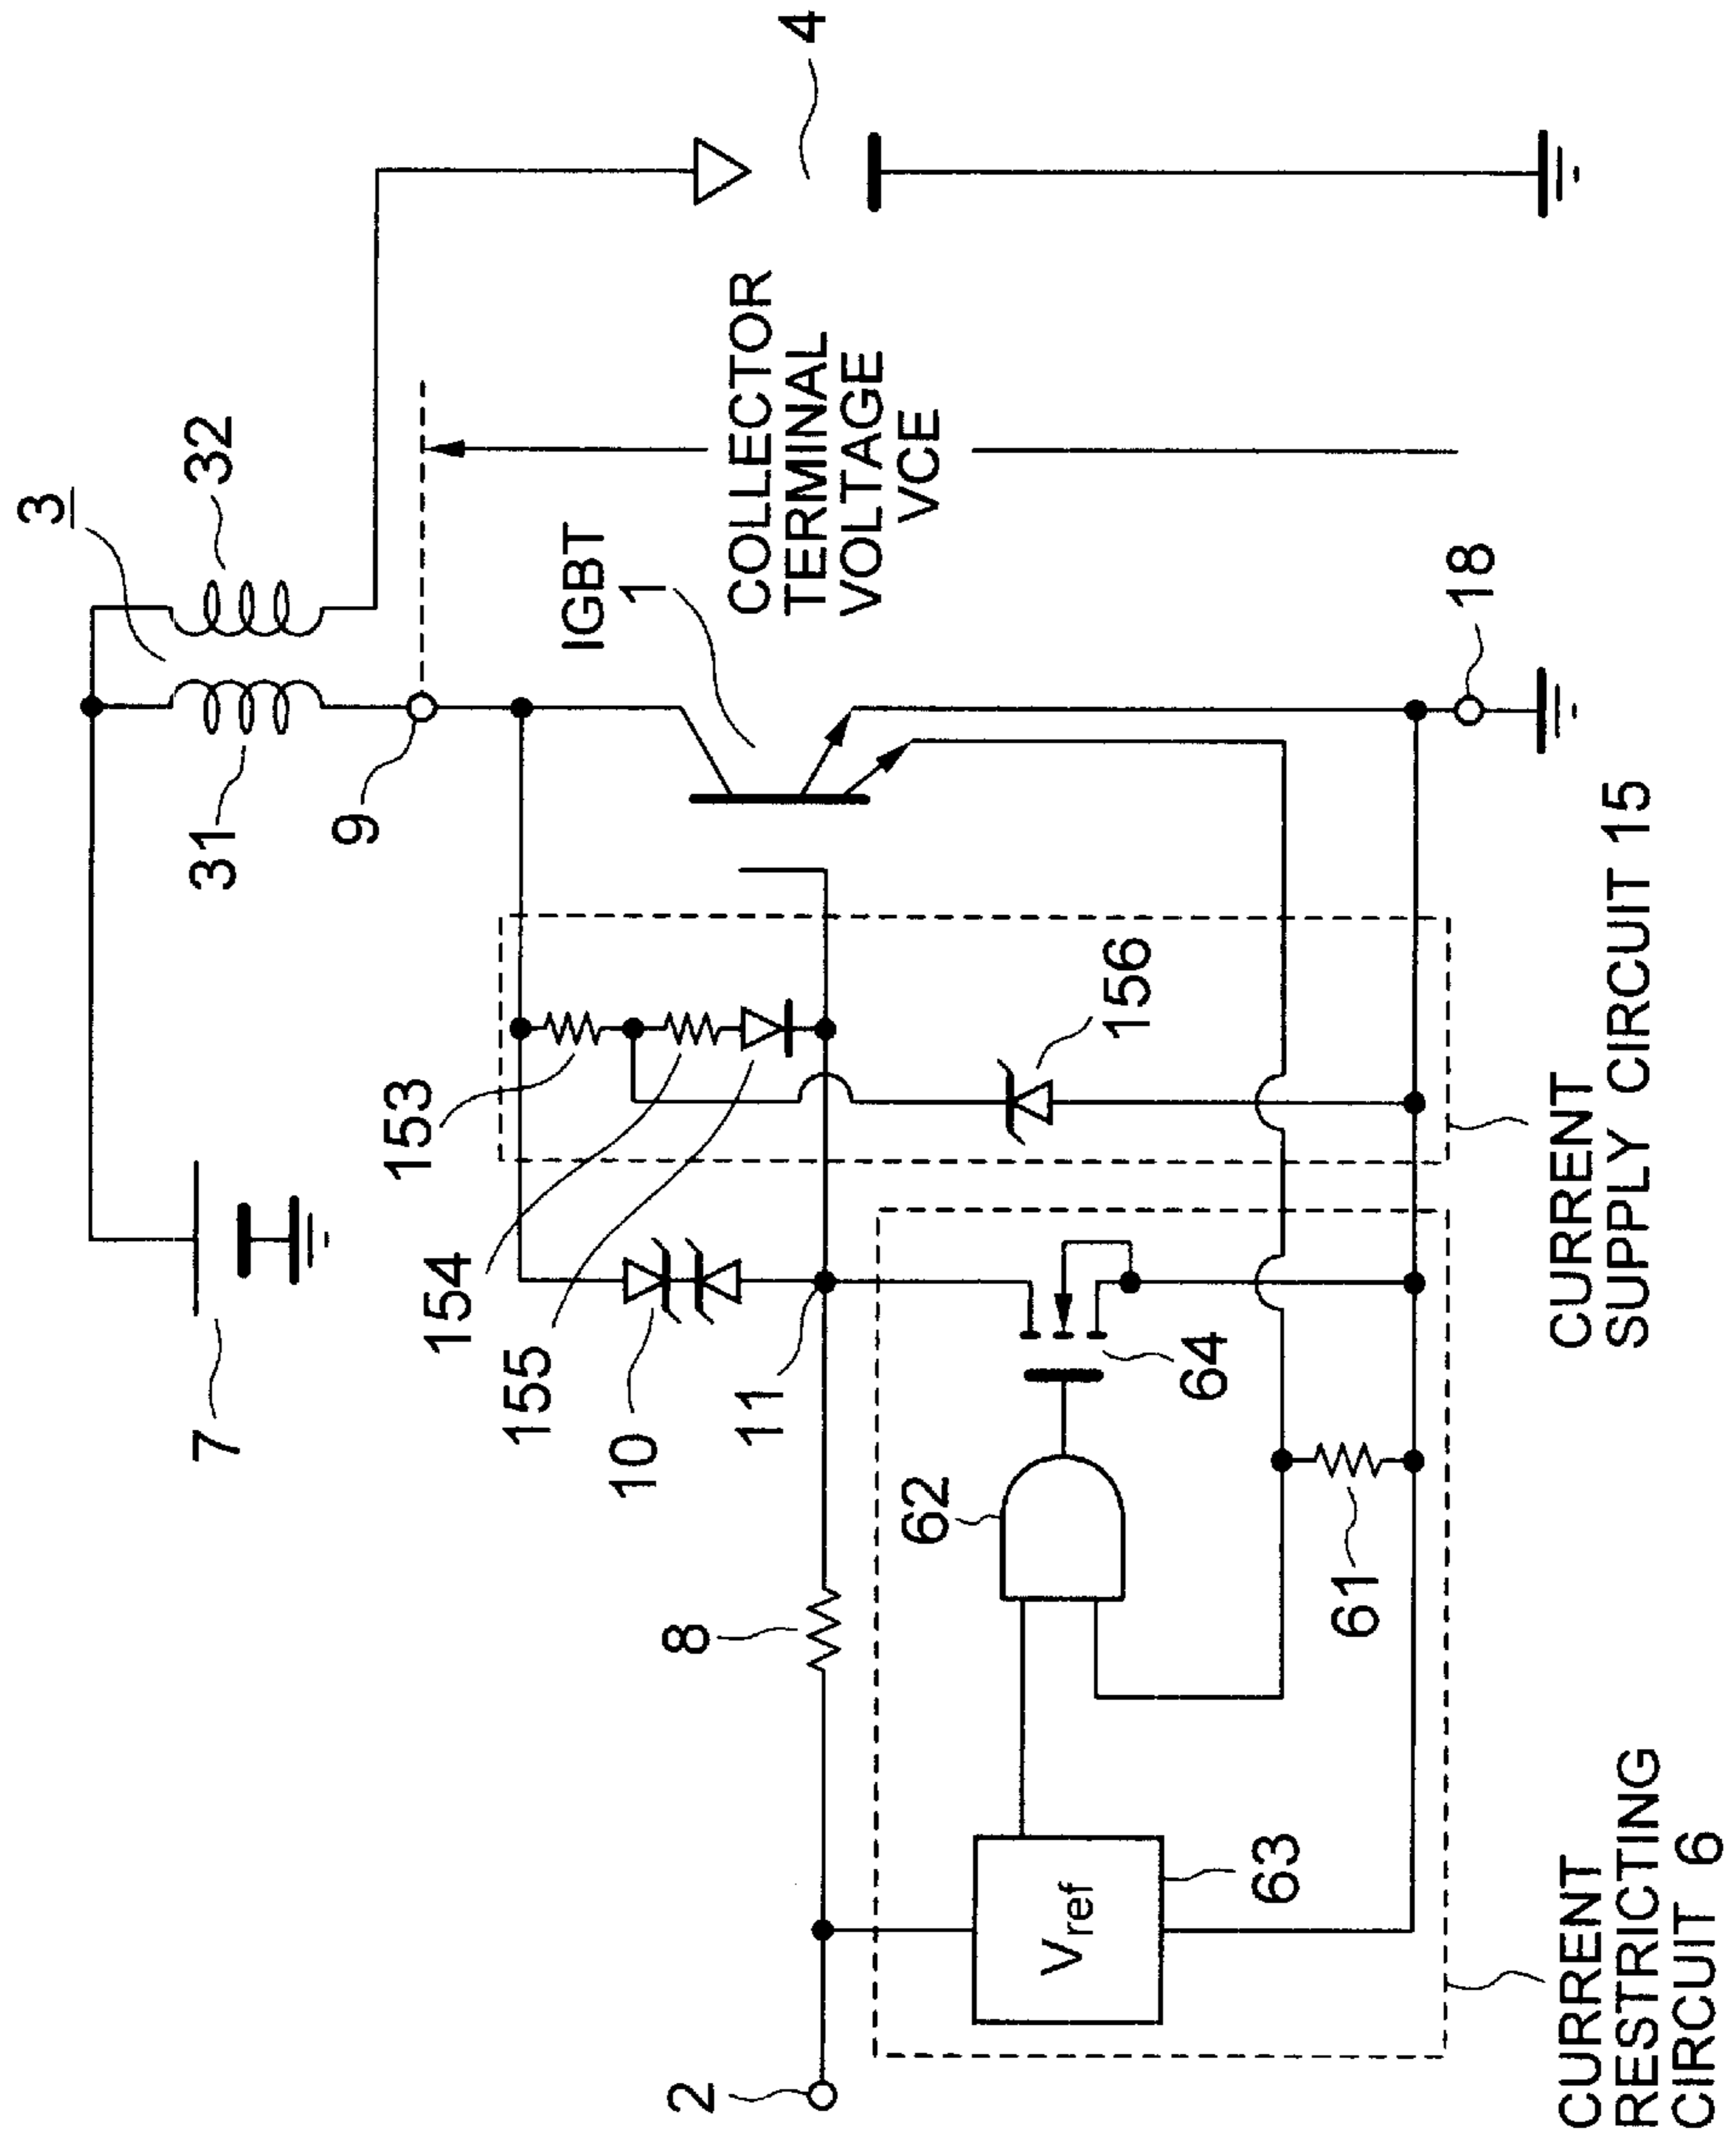 3
32
31
7
9
4
IGBT
1
COLLECTOR
TERMINAL
VOLTAGE
VCE
153
154
155
10
11
8
2
156
18
62
64
61
63
Vref
CURRENT
SUPPLY CIRCUIT 15
CURRENT
RESTRICTING
CIRCUIT 6